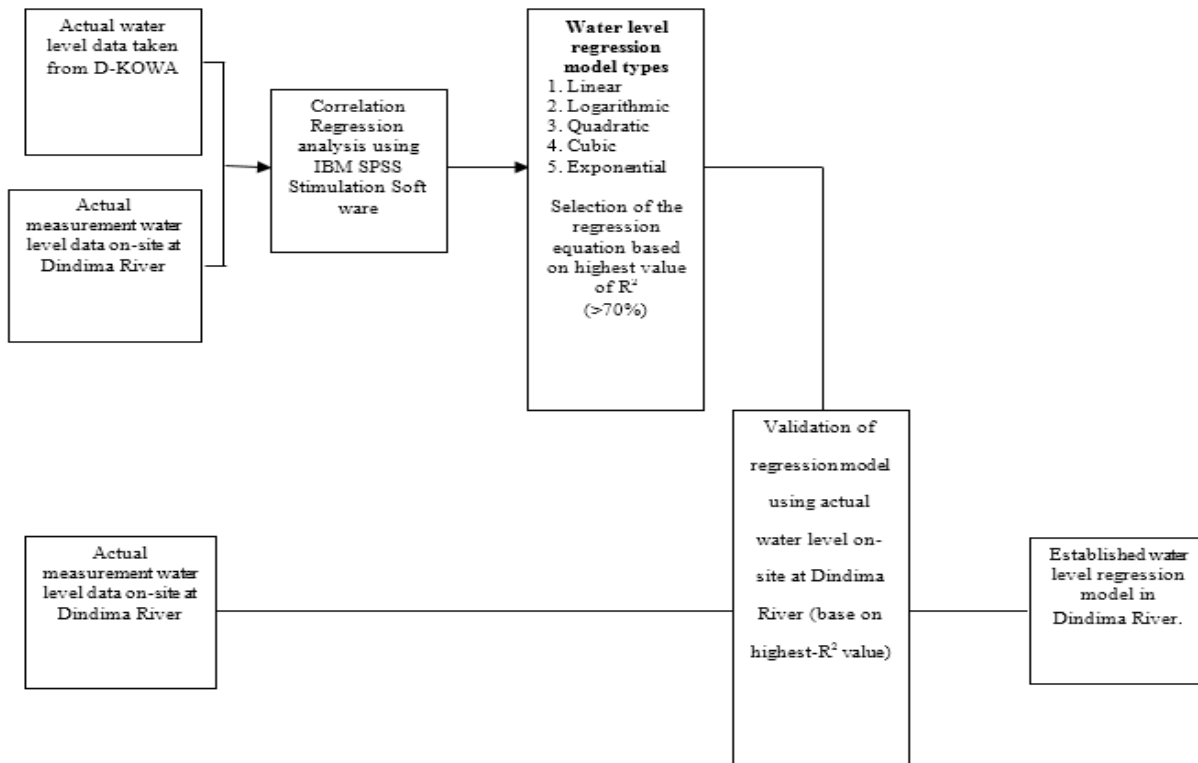 Actual water
level data taken
from D-KOWA
Actual
measurement water
level data on-site at
Dindima River
Correlation
Regression
analysis using
IBM SPSS
Stimulation Soft
ware
Water level
regression
model types
1. Linear
2. Logarithmic
3. Quadratic
4. Cubic
5. Exponential
Selection of the
regression
equation based
on highest value
of R²
(>70%)
Validation of
regression model
using actual
water level on-
site at Dindima
River (base on
highest-R² value)
Actual
measurement water
level data on-site at
Dindima River
Established water
level regression
model in
Dindima River.